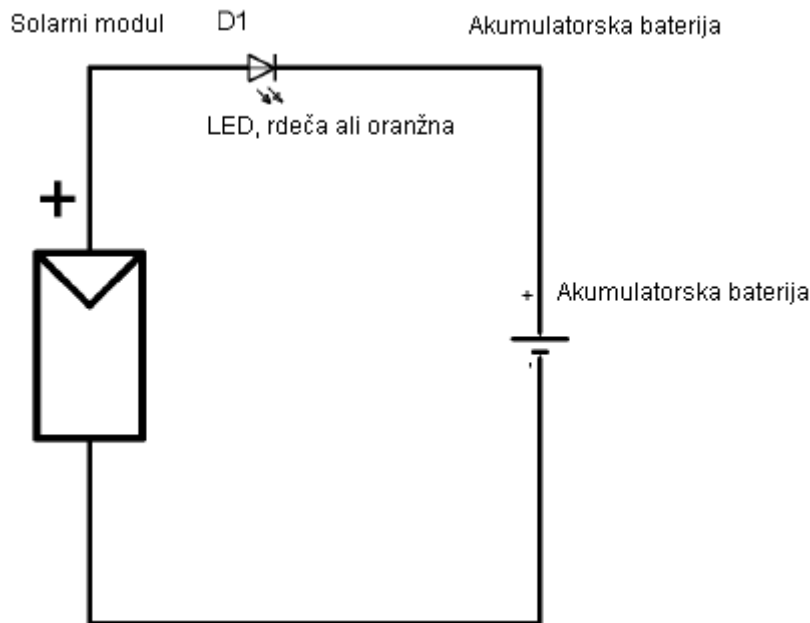 Solarni modul
D1
Akumulatorska baterija
LED, rdeča ali oranžna
+
+
Akumulatorska baterija
-